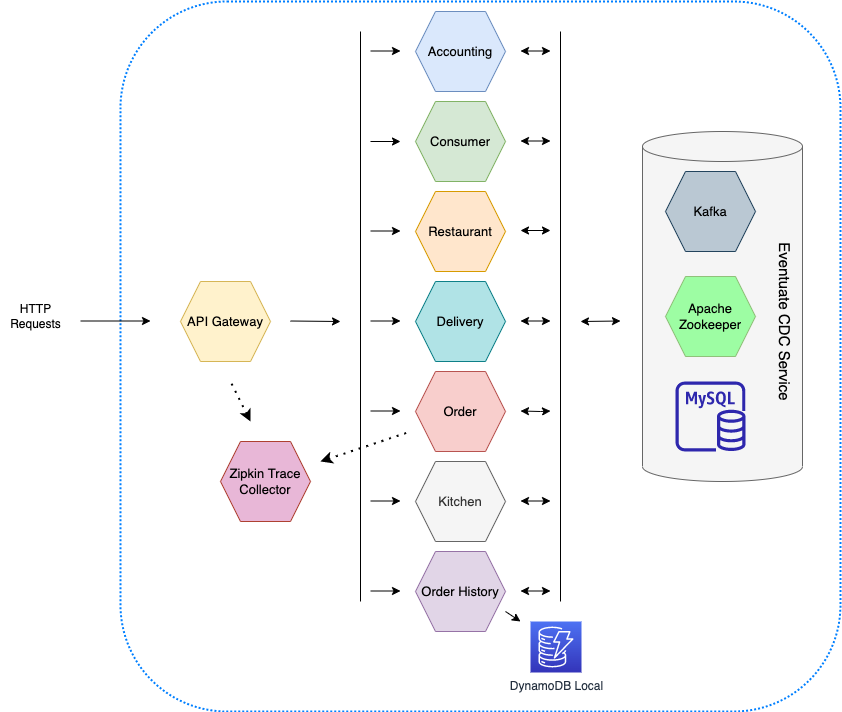 Accounting
Consumer
Restaurant
Delivery
Order
Kitchen
Order History
HTTP
Requests
API Gateway
Zipkin Trace
Collector
DynamoDB Local
Kafka
Apache
Zookeeper
MySQL
Eventuate CDC Service